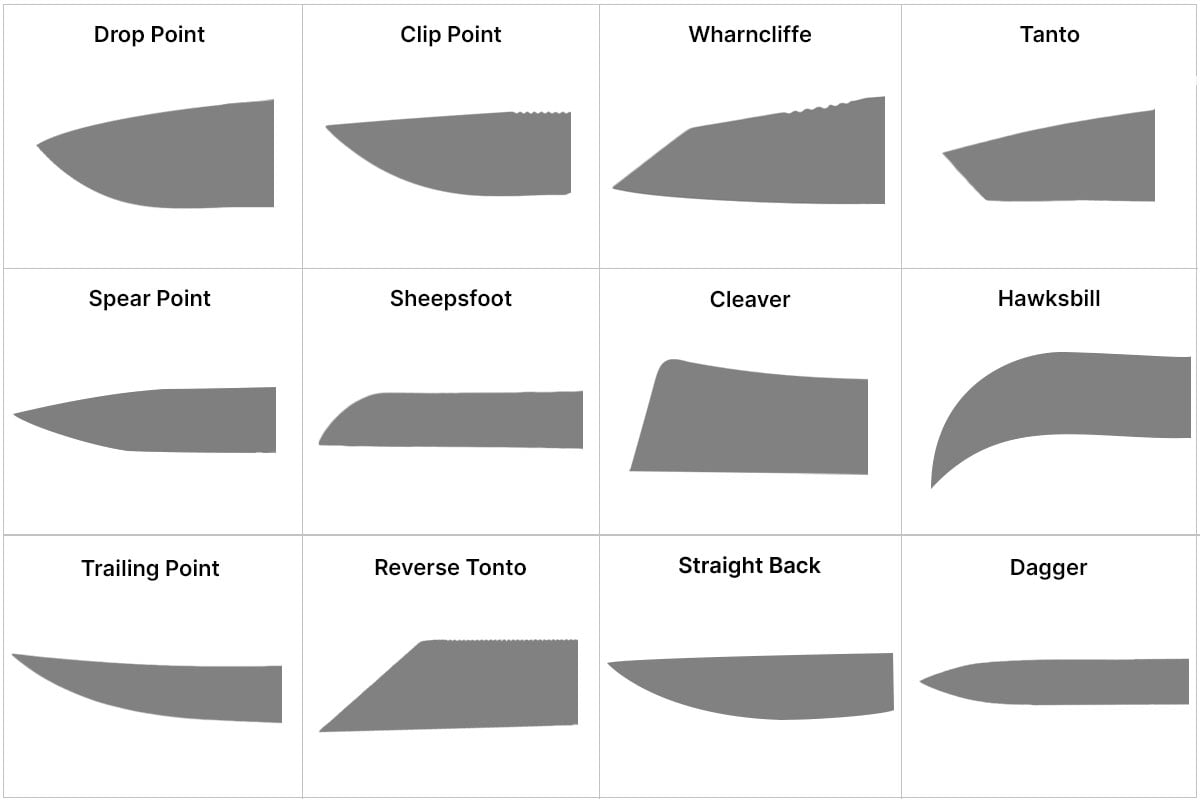 Drop Point
Clip Point
Wharncliffe
Tanto
Spear Point
Sheepsfoot
Cleaver
Hawksbill
Trailing Point
Reverse Tonto
Straight Back
Dagger